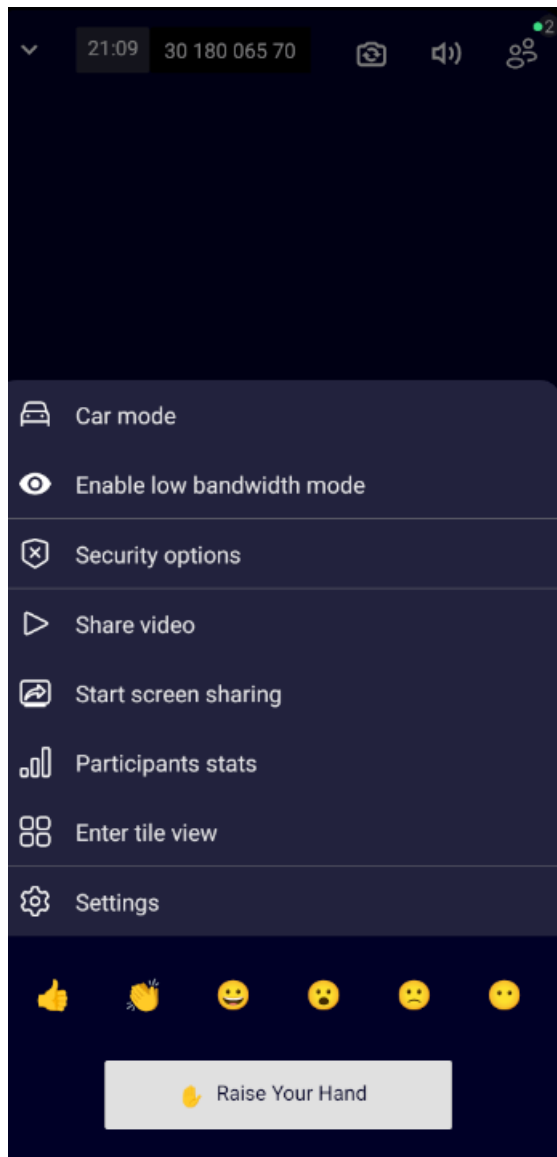 21:09 30 180 065 70
2
Car mode
Enable low bandwidth mode
Security options
Share video
Start screen sharing
Participants stats
Enter tile view
Settings
Raise Your Hand